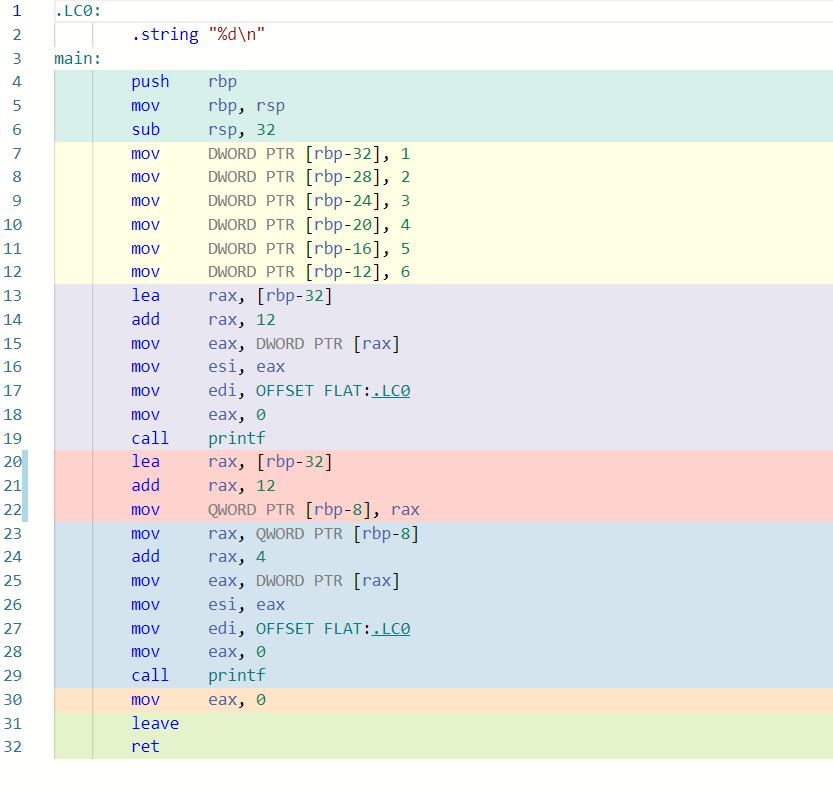 1 .LC0:
2 .string "%d\n"
3 main:
4 push rbp
5 mov rbp, rsp
6 sub rsp, 32
7 mov DWORD PTR [rbp-32], 1
8 mov DWORD PTR [rbp-28], 2
9 mov DWORD PTR [rbp-24], 3
10 mov DWORD PTR [rbp-20], 4
11 mov DWORD PTR [rbp-16], 5
12 mov DWORD PTR [rbp-12], 6
13 lea rax, [rbp-32]
14 add rax, 12
15 mov eax, DWORD PTR [rax]
16 mov esi, eax
17 mov edi, OFFSET FLAT:.LC0
18 mov eax, 0
19 call printf
20 lea rax, [rbp-32]
21 add rax, 12
22 mov QWORD PTR [rbp-8], rax
23 mov rax, QWORD PTR [rbp-8]
24 add rax, 4
25 mov eax, DWORD PTR [rax]
26 mov esi, eax
27 mov edi, OFFSET FLAT:.LC0
28 mov eax, 0
29 call printf
30 mov eax, 0
31 leave
32 ret